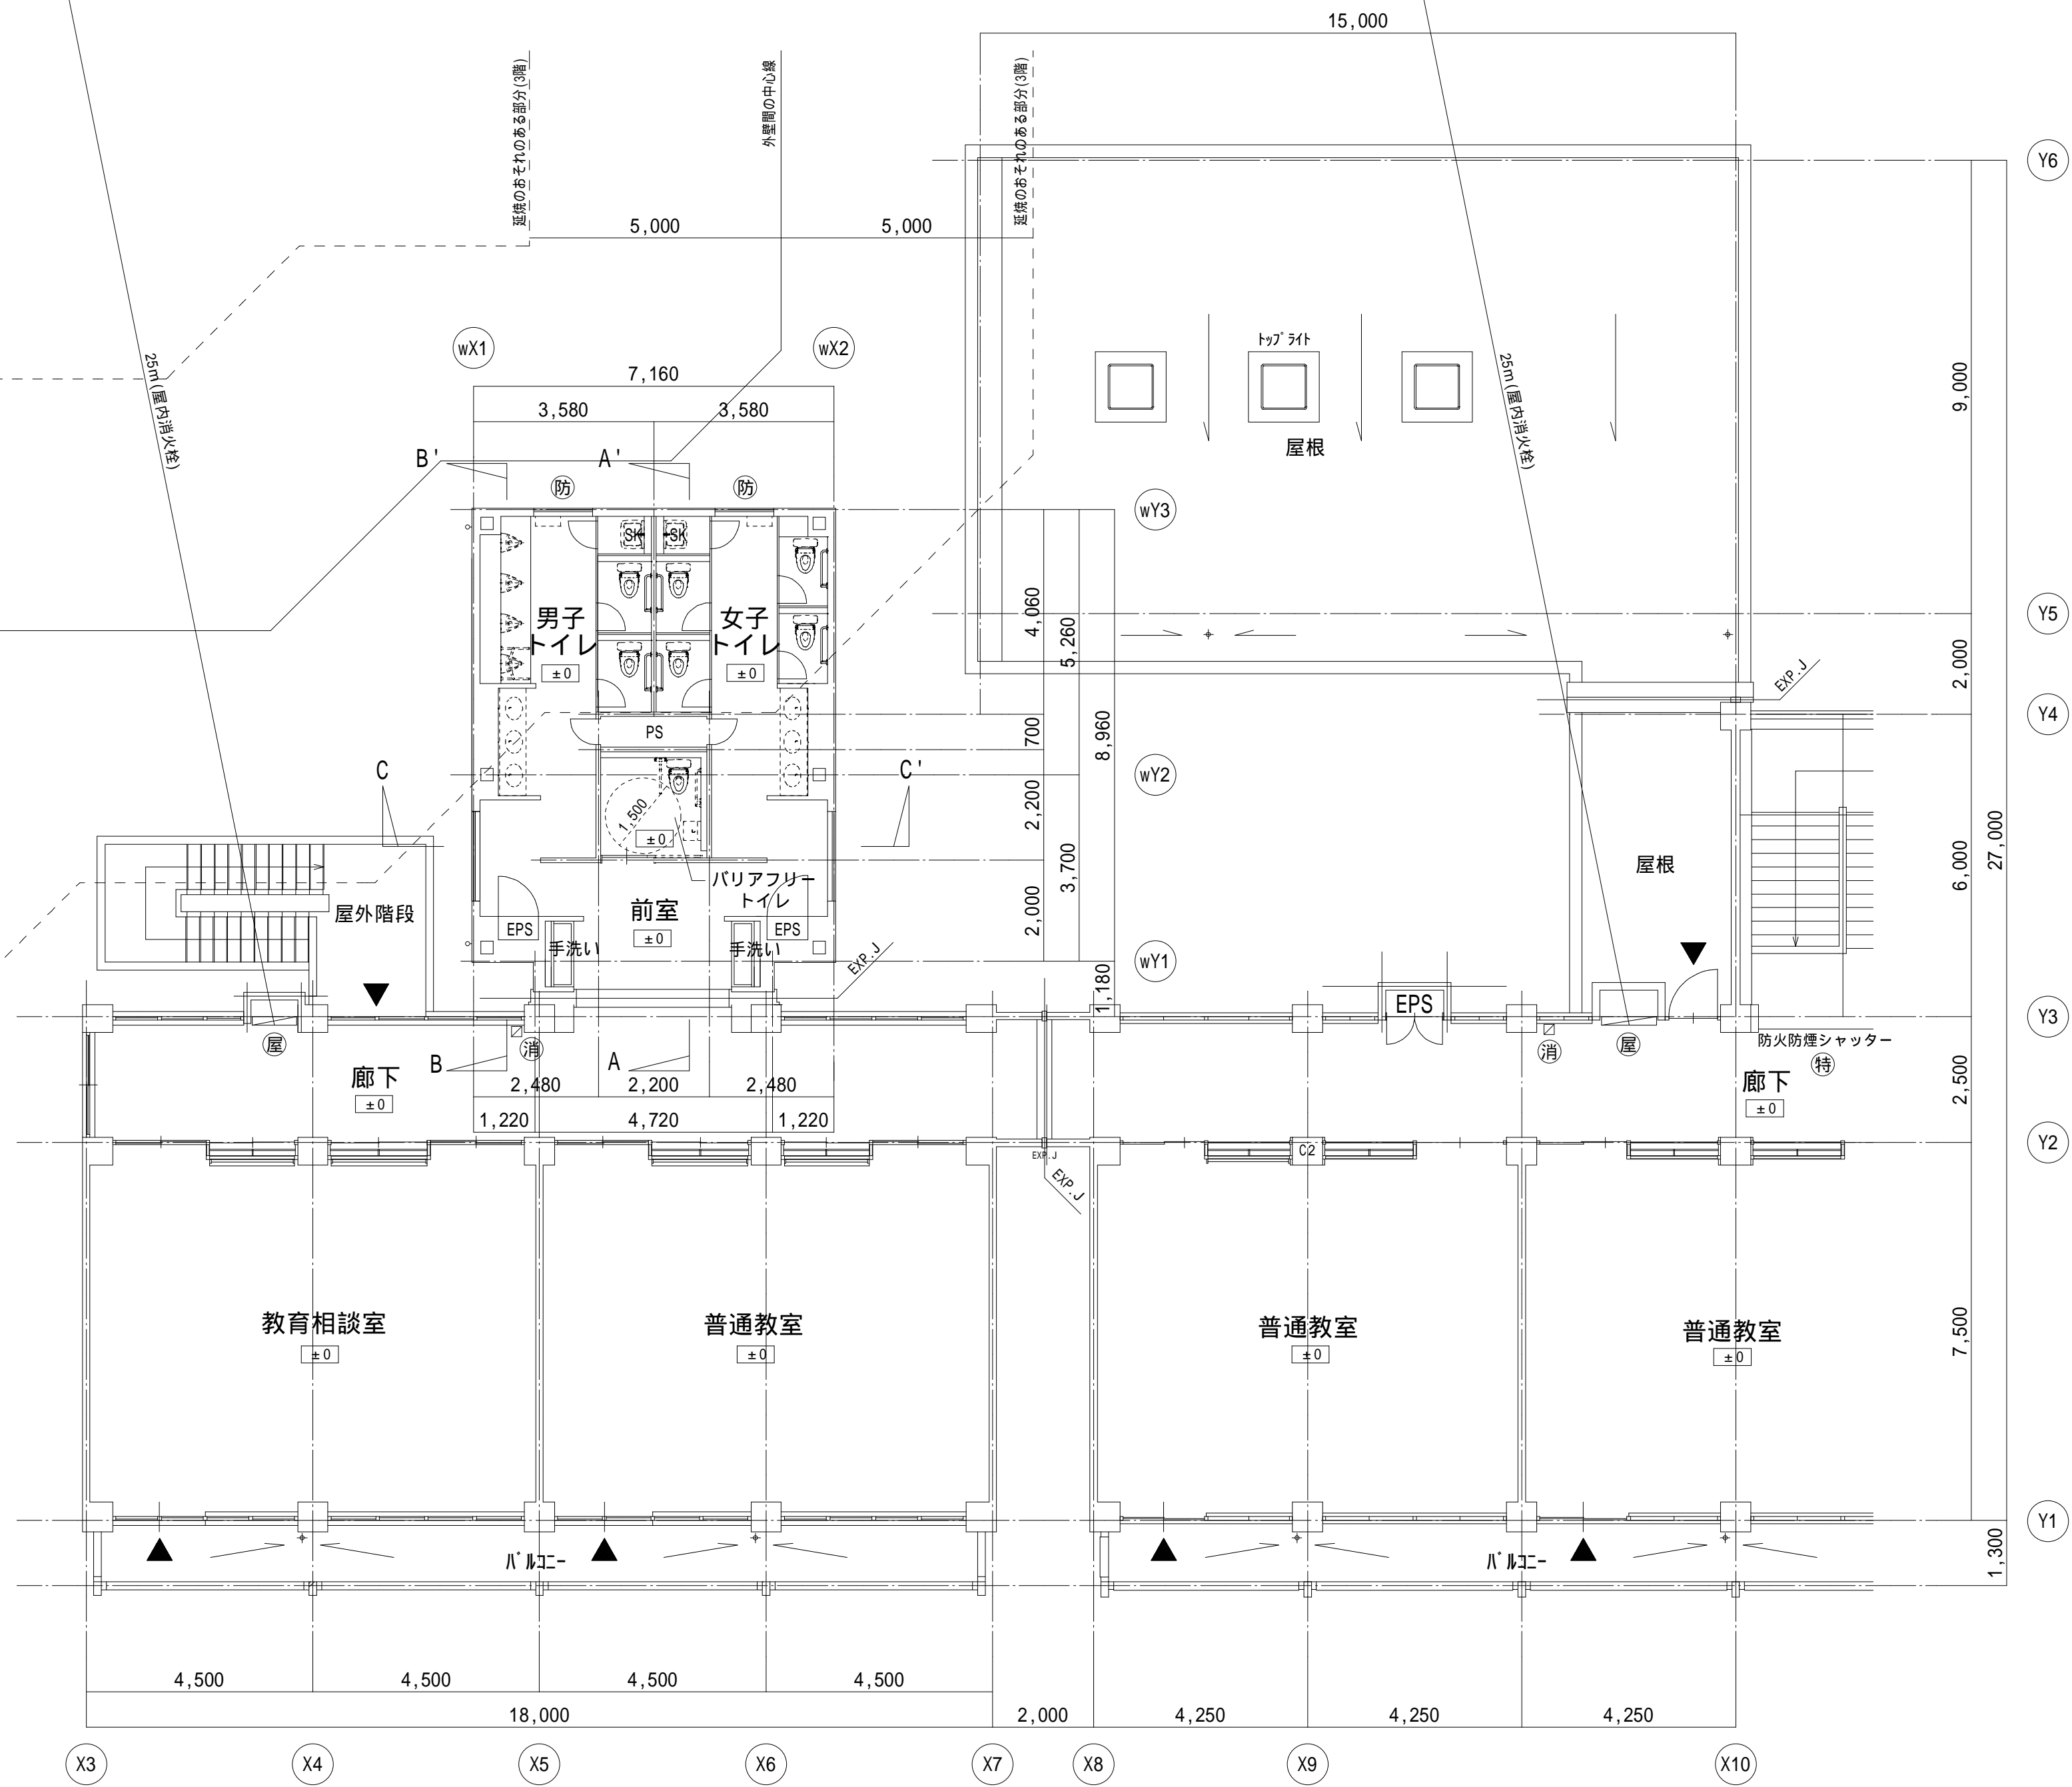 15,000
延焼のおそれのある部分(3階)
外壁間の中心線
延焼のおそれのある部分(3階)
Y6
5,000
5,000
wX1
wX2
トップライト
7,160
25m(屋内消火栓)
25m(屋内消火栓)
9,000
3,580
3,580
屋根
B'
A'
防
防
wY3
SK
SK
男子
トイレ
±0
女子
トイレ
±0
4,060
5,260
Y5
2,000
EXP.J
Y4
PS
700
8,960
C
C'
wY2
1,500
±0
2,200
3,700
27,000
屋根
6,000
バリアフリー
トイレ
屋外階段
前室
±0
2,000
EPS
EPS
手洗い
手洗い
EXP.J
wY1
1,180
EPS
Y3
屋
消
消
屋
防火防煙シャッター
特
B
A
廊下
±0
2,480
2,200
2,480
廊下
±0
2,500
1,220
4,720
1,220
Y2
EXP.J
C2
EXP.J
教育相談室
±0
普通教室
±0
普通教室
±0
普通教室
±0
7,500
Y1
バルコニー
バルコニー
1,300
4,500
4,500
4,500
4,500
18,000
2,000
4,250
4,250
4,250
X3
X4
X5
X6
X7
X8
X9
X10